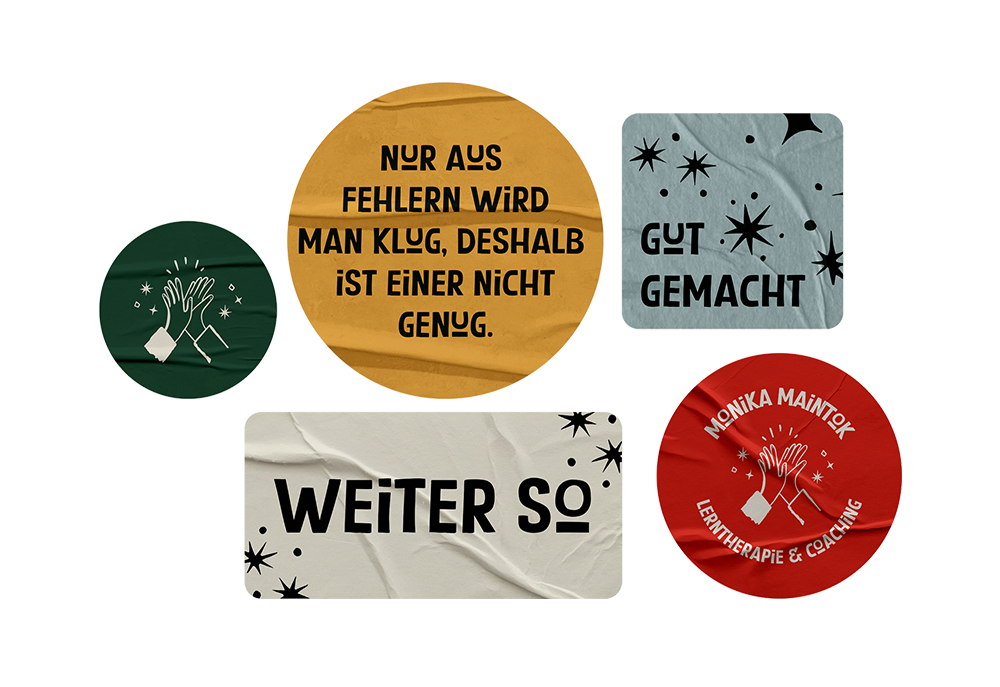 NUR AUS
FEHLERN WiRD
MAN KLUG, DESHALB
iST EiNER NiCHT
GENUG.
GUT
GEMACHT
WEiTER SO
MONiKA MAiNTOK
LERNTHERAPiE & COACHiNG